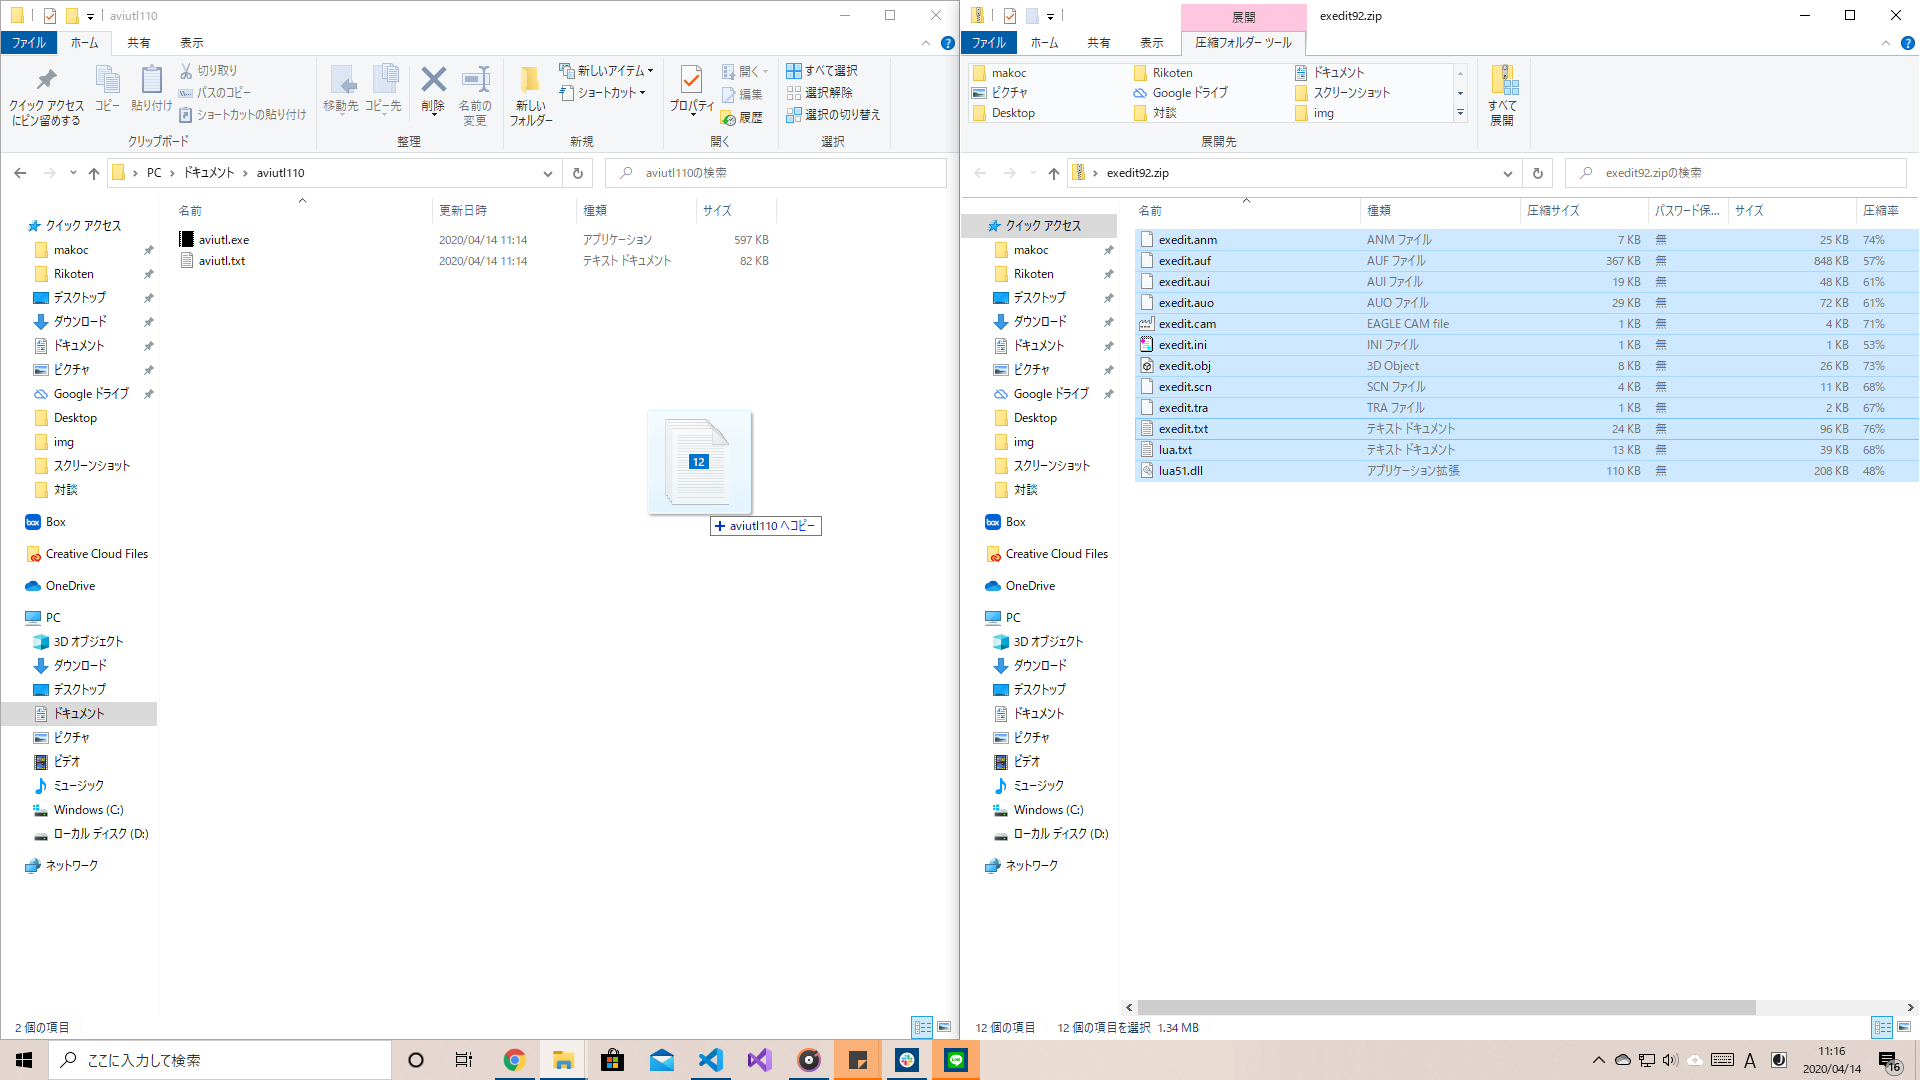 aviutl110
ファイル
ホーム
共有
表示
クイック アクセス
にピン留めする
コピー
貼り付け
切り取り
パスのコピー
ショートカットの貼り付け
クリップボード
移動先
コピー先
削除
名前の
変更
整理
新しい
フォルダー
新しいアイテム
ショートカット
新規
プロパティ
開く
編集
履歴
開く
すべて選択
選択解除
選択の切り替え
選択
PC
ドキュメント
aviutl110
aviutl110の検索
クイック アクセス
makoc
Rikoten
デスクトップ
ダウンロード
ドキュメント
ピクチャ
Google ドライブ
Desktop
img
スクリーンショット
対談
Box
Creative Cloud Files
OneDrive
PC
3D オブジェクト
ダウンロード
デスクトップ
ドキュメント
ピクチャ
ビデオ
ミュージック
Windows (C:)
ローカル ディスク (D:)
ネットワーク
名前 更新日時 種類 サイズ
aviutl.exe 2020/04/14 11:14 アプリケーション 597 KB
aviutl.txt 2020/04/14 11:14 テキスト ドキュメント 82 KB
12
aviutl110 へコピー
2 個の項目
展開
exedit92.zip
ファイル
ホーム
共有
表示
圧縮フォルダー ツール
makoc
Rikoten
ドキュメント
ピクチャ
Google ドライブ
スクリーンショット
Desktop
対談
img
展開先
すべて
展開
exedit92.zip
exedit92.zipの検索
クイック アクセス
makoc
Rikoten
デスクトップ
ダウンロード
ドキュメント
ピクチャ
Google ドライブ
Desktop
img
スクリーンショット
対談
Box
Creative Cloud Files
OneDrive
PC
3D オブジェクト
ダウンロード
デスクトップ
ドキュメント
ピクチャ
ビデオ
ミュージック
Windows (C:)
ローカル ディスク (D:)
ネットワーク
名前 種類 圧縮サイズ パスワード保... サイズ 圧縮率
exedit.anm ANM ファイル 7 KB 無 25 KB 74%
exedit.auf AUF ファイル 367 KB 無 848 KB 57%
exedit.aui AUI ファイル 19 KB 無 48 KB 61%
exedit.auo AUO ファイル 29 KB 無 72 KB 61%
exedit.cam EAGLE CAM file 1 KB 無 4 KB 71%
exedit.ini INI ファイル 1 KB 無 1 KB 53%
exedit.obj 3D Object 8 KB 無 26 KB 73%
exedit.scn SCN ファイル 4 KB 無 11 KB 68%
exedit.tra TRA ファイル 1 KB 無 2 KB 67%
exedit.txt テキスト ドキュメント 24 KB 無 96 KB 76%
lua.txt テキスト ドキュメント 13 KB 無 39 KB 68%
lua51.dll アプリケーション拡張 110 KB 無 208 KB 48%
12 個の項目
12 個の項目を選択 1.34 MB
ここに入力して検索
A
11:16
2020/04/14
16